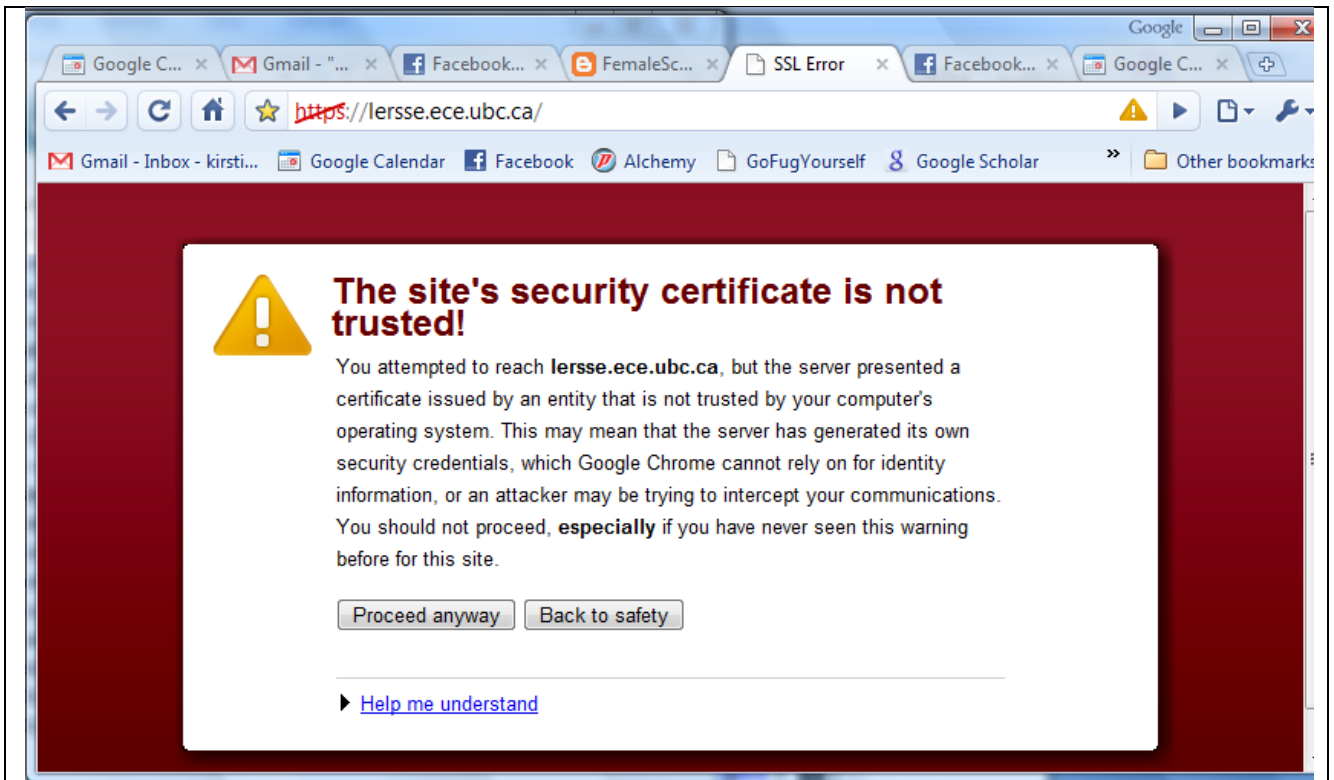 Google
Google C... Gmail - "... Facebook... FemaleSc... SSL Error Facebook... Google C...
https://lersse.ece.ubc.ca/
Gmail - Inbox - kirsti... Google Calendar Facebook Alchemy GoFugYourself Google Scholar » Other bookmarks
The site's security certificate is not
trusted!
You attempted to reach lersse.ece.ubc.ca, but the server presented a
certificate issued by an entity that is not trusted by your computer's
operating system. This may mean that the server has generated its own
security credentials, which Google Chrome cannot rely on for identity
information, or an attacker may be trying to intercept your communications.
You should not proceed, especially if you have never seen this warning
before for this site.
Proceed anyway Back to safety
Help me understand